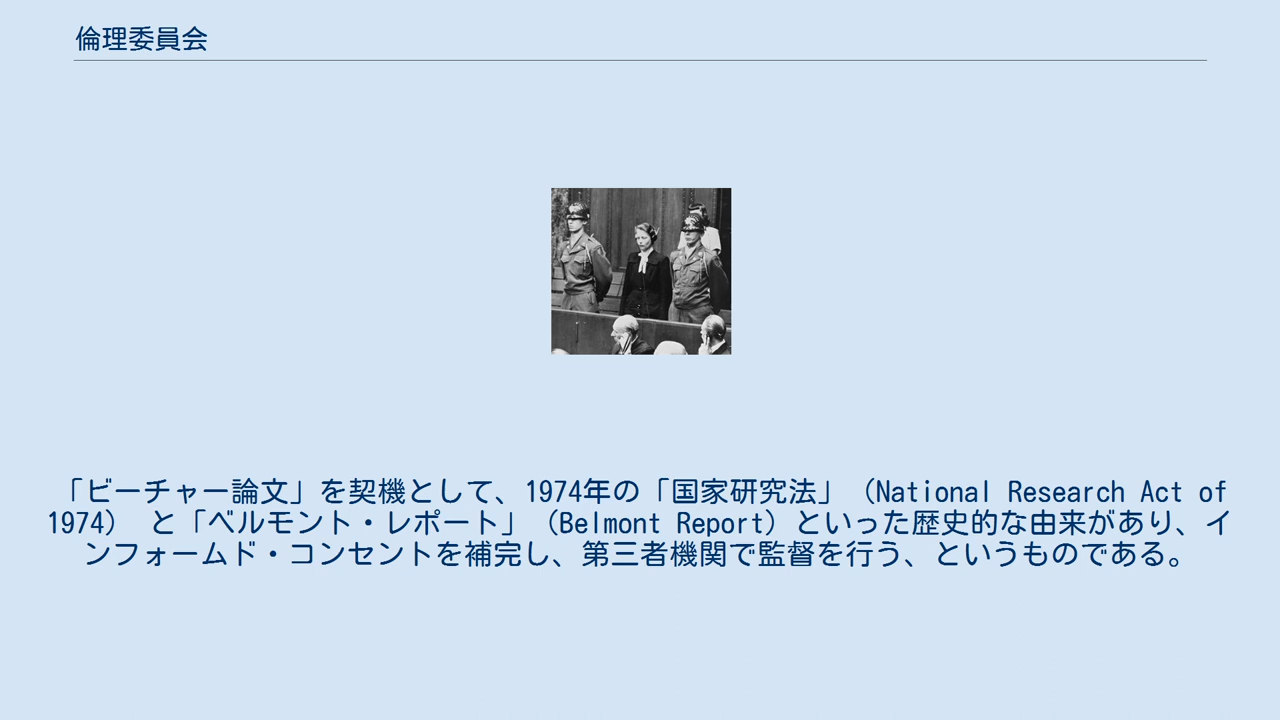 倫理委員会
「ビーチャー論文」を契機として、1974年の「国家研究法」（National Research Act of
1974） と「ベルモント・レポート」（Belmont Report）といった歴史的な由来があり、イ
ンフォームド・コンセントを補完し、第三者機関で監督を行う、というものである。